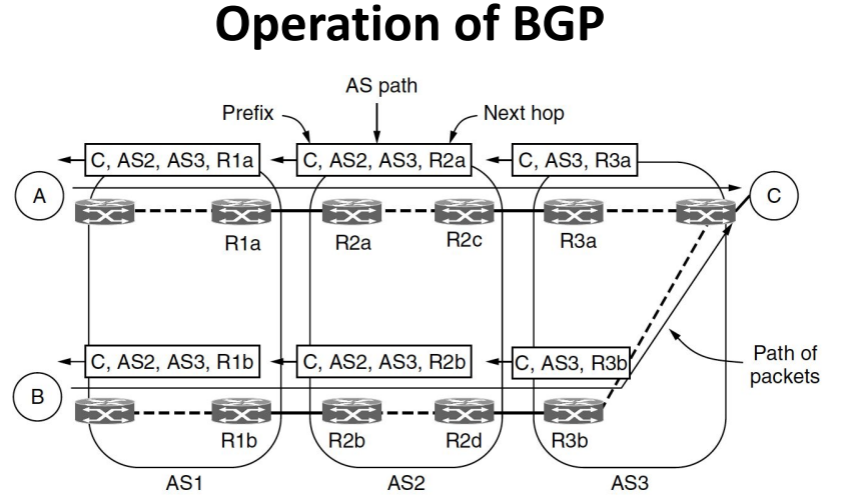 Operation of BGP
AS path
Prefix
Next hop
C, AS2, AS3, R1a
C, AS2, AS3, R2a
C, AS3, R3a
A
C
R1a
R2a
R2c
R3a
C, AS2, AS3, R1b
C, AS2, AS3, R2b
C, AS3, R3b
Path of
packets
B
R1b
R2b
R2d
R3b
AS1
AS2
AS3